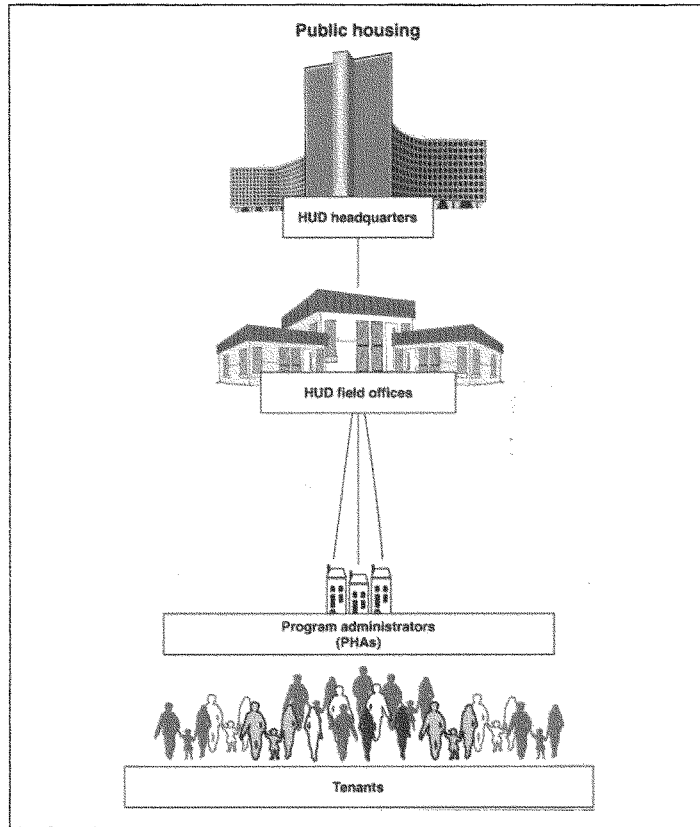 Public housing
HUD headquarters
HUD field offices
Program administrators
(PHAs)
Tenants